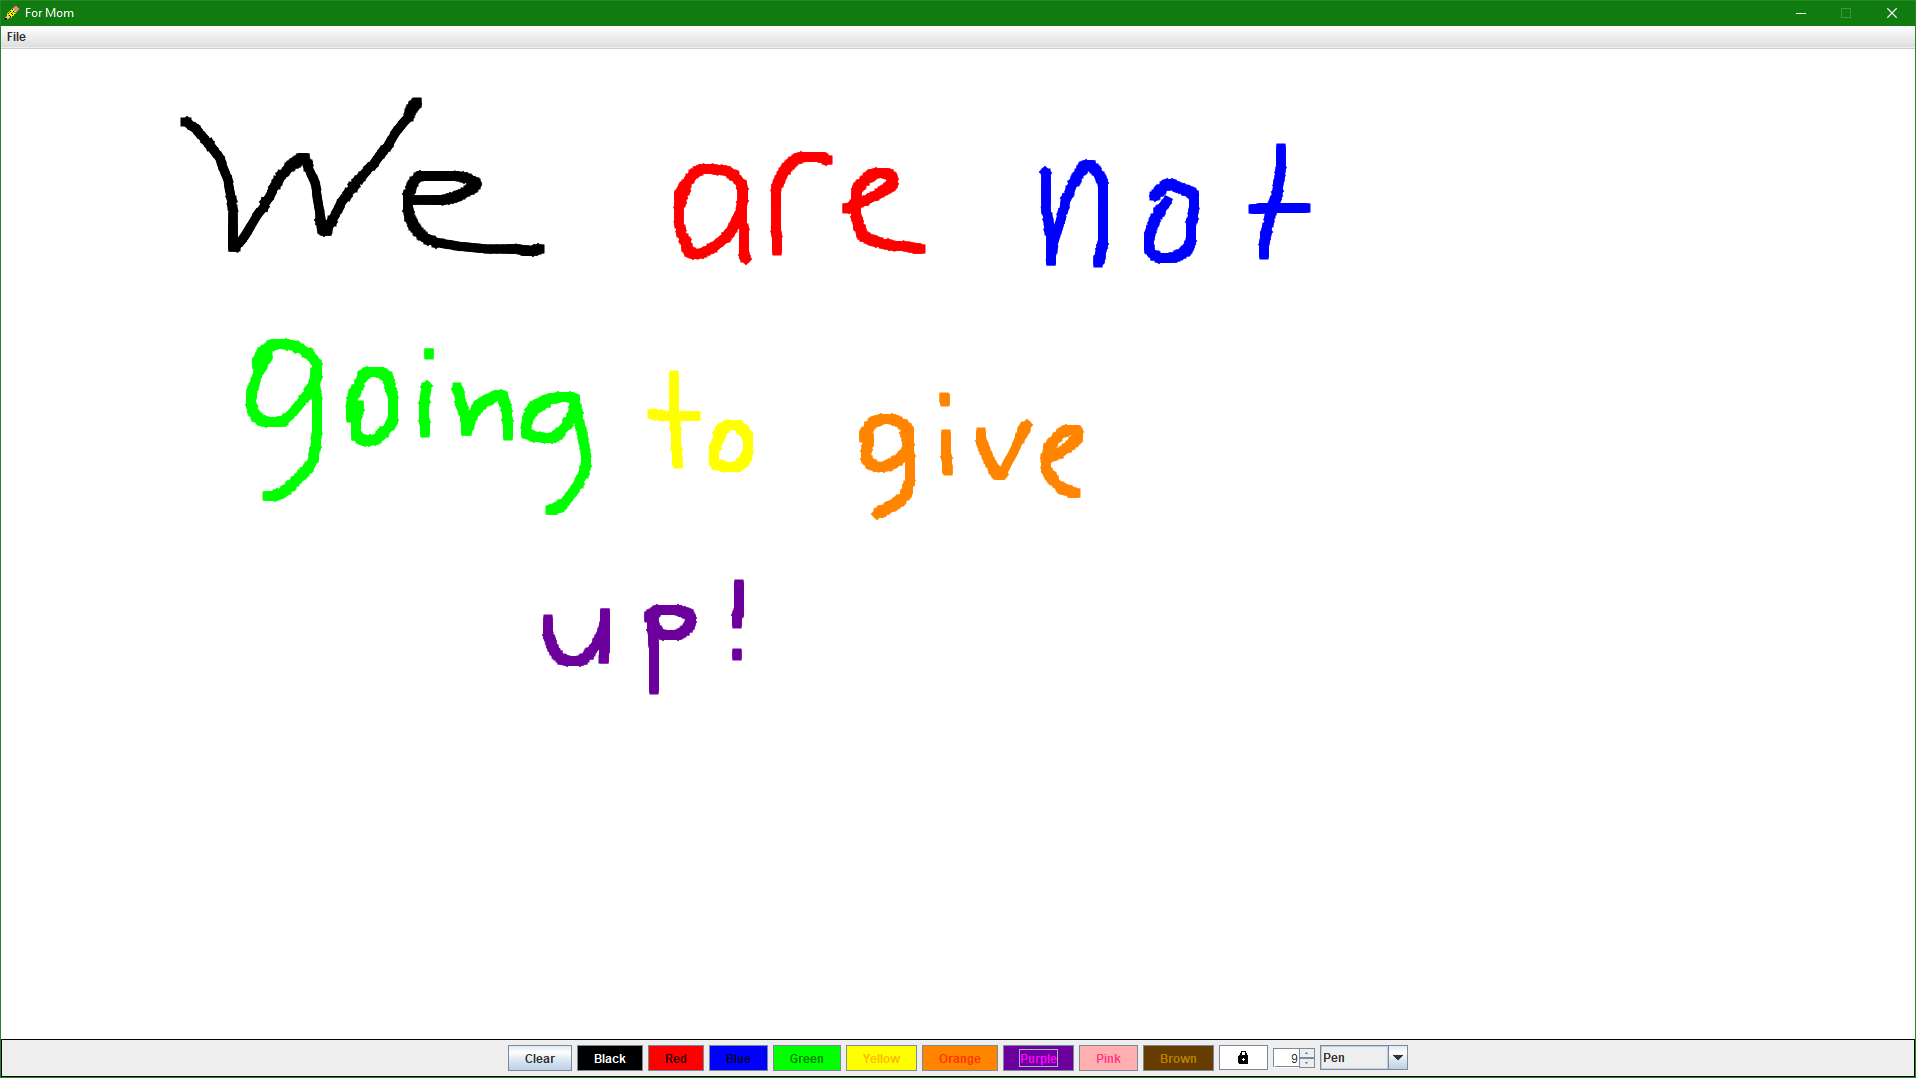 For Mom
File
We are not
going to give
up!
Clear Black Red Blue Green Yellow Orange Purple Pink Brown 9 Pen